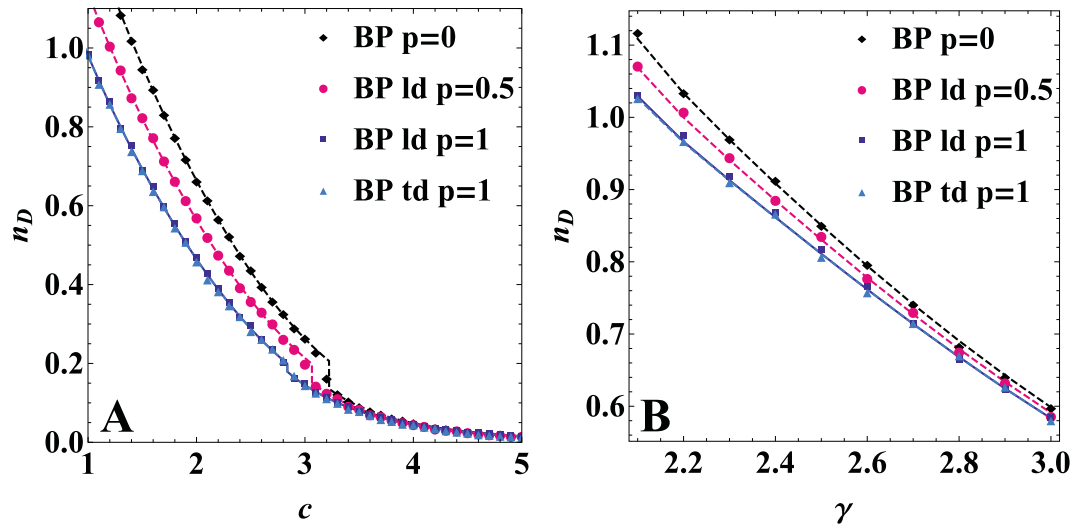 BP p=0
BP ld p=0.5
BP ld p=1
BP td p=1
1.0
0.8
0.6
0.4
0.2
0.0
n_D
A
1 2 3 4 5
c
BP p=0
BP ld p=0.5
BP ld p=1
BP td p=1
1.1
1.0
0.9
0.8
0.7
0.6
n_D
B
2.2 2.4 2.6 2.8 3.0
γ